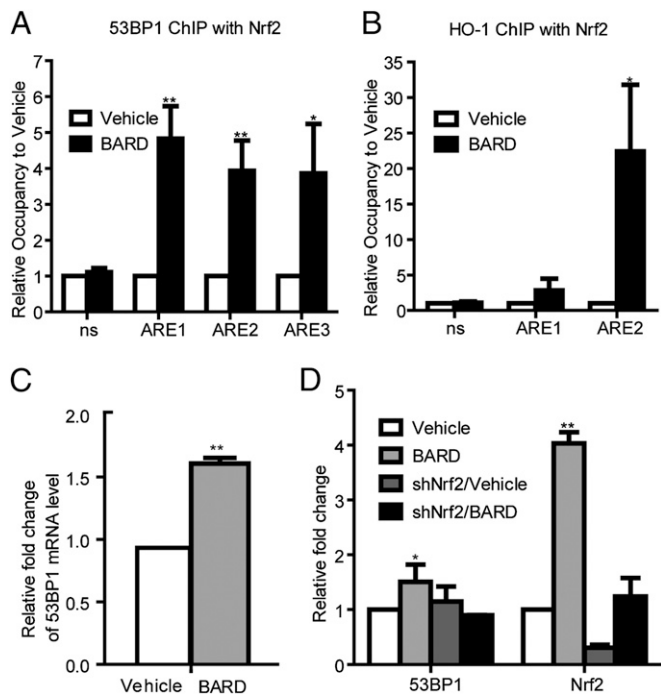 A
53BP1 ChIP with Nrf2
Relative Occupancy to Vehicle
7
6
5
4
3
2
1
0
Vehicle
BARD
**
**
*
ns
ARE1
ARE2
ARE3
B
HO-1 ChIP with Nrf2
Relative Occupancy to Vehicle
35
30
25
20
15
10
5
0
Vehicle
BARD
*
ns
ARE1
ARE2
C
Relative fold change
of 53BP1 mRNA level
2.0
1.5
1.0
0.5
0.0
**
Vehicle
BARD
D
Relative fold change
5
4
3
2
1
0
Vehicle
BARD
shNrf2/Vehicle
shNrf2/BARD
*
**
53BP1
Nrf2